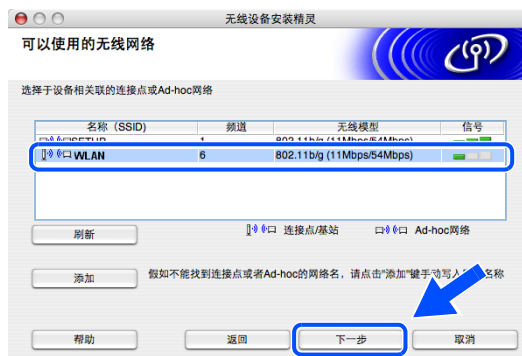 无线设备安装精灵
可以使用的无线网络
选择于设备相关联的连接点或Ad-hoc网络
名称（SSID) 频道 无线模型 信号
SETUP 1 802.11b/g (11Mbps/54Mbps)
WLAN 6 802.11b/g (11Mbps/54Mbps)
刷新 连接点/基站 Ad-hoc网络
添加 假如不能找到连接点或者Ad-hoc的网络名，请点击"添加"键手动写入 名称
帮助 返回 下一步 取消